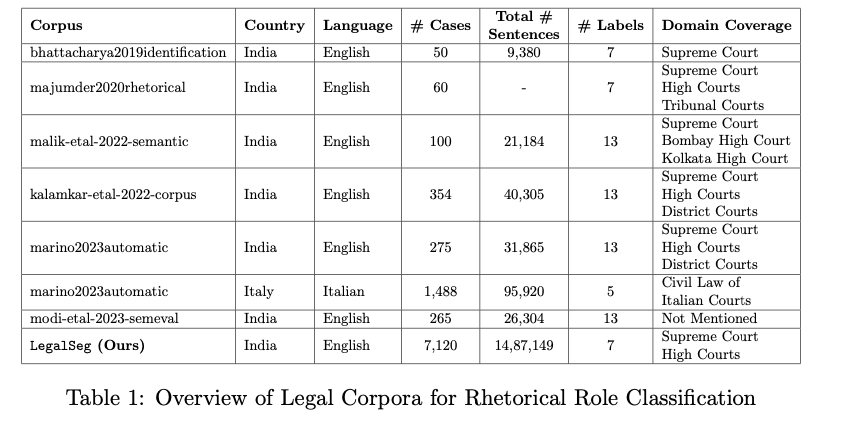 Corpus Country Language # Cases Total # Sentences # Labels Domain Coverage
bhattacharya2019identification India English 50 9,380 7 Supreme Court
majumder2020rhetorical India English 60 - 7 Supreme Court
High Courts
Tribunal Courts
malik-etal-2022-semantic India English 100 21,184 13 Supreme Court
Bombay High Court
Kolkata High Court
kalamkar-etal-2022-corpus India English 354 40,305 13 Supreme Court
High Courts
District Courts
marino2023automatic India English 275 31,865 13 Supreme Court
High Courts
District Courts
marino2023automatic Italy Italian 1,488 95,920 5 Civil Law of
Italian Courts
modi-etal-2023-semeval India English 265 26,304 13 Not Mentioned
LegalSeg (Ours) India English 7,120 14,87,149 7 Supreme Court
High Courts
Table 1: Overview of Legal Corpora for Rhetorical Role Classification